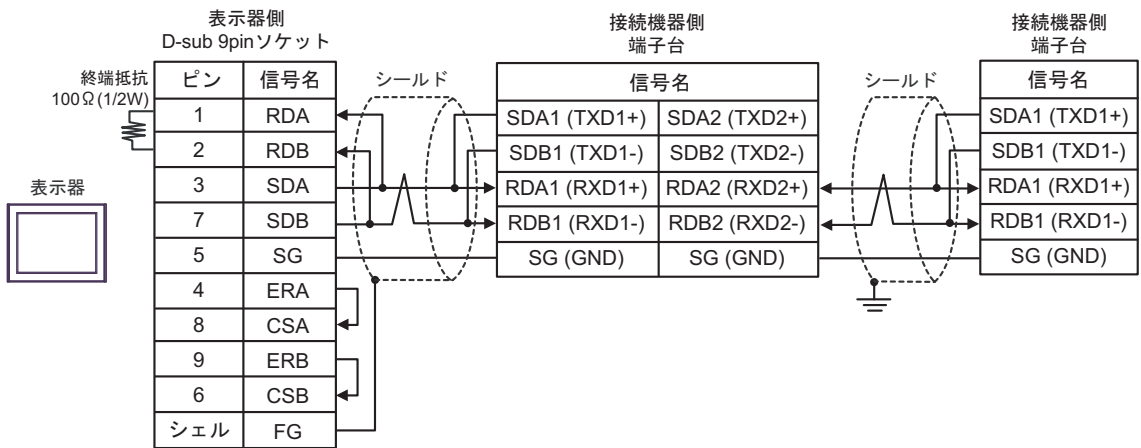 表示器側
D-sub 9pinソケット
接続機器側
端子台
接続機器側
端子台
終端抵抗
100Ω(1/2W)
ピン 信号名
シールド
信号名
シールド
信号名
1 RDA
SDA1 (TXD1+) SDA2 (TXD2+)
SDA1 (TXD1+)
2 RDB
SDB1 (TXD1-) SDB2 (TXD2-)
SDB1 (TXD1-)
表示器
3 SDA
RDA1 (RXD1+) RDA2 (RXD2+)
RDA1 (RXD1+)
7 SDB
RDB1 (RXD1-) RDB2 (RXD2-)
RDB1 (RXD1-)
5 SG
SG (GND) SG (GND)
SG (GND)
4 ERA
8 CSA
9 ERB
6 CSB
シェル FG